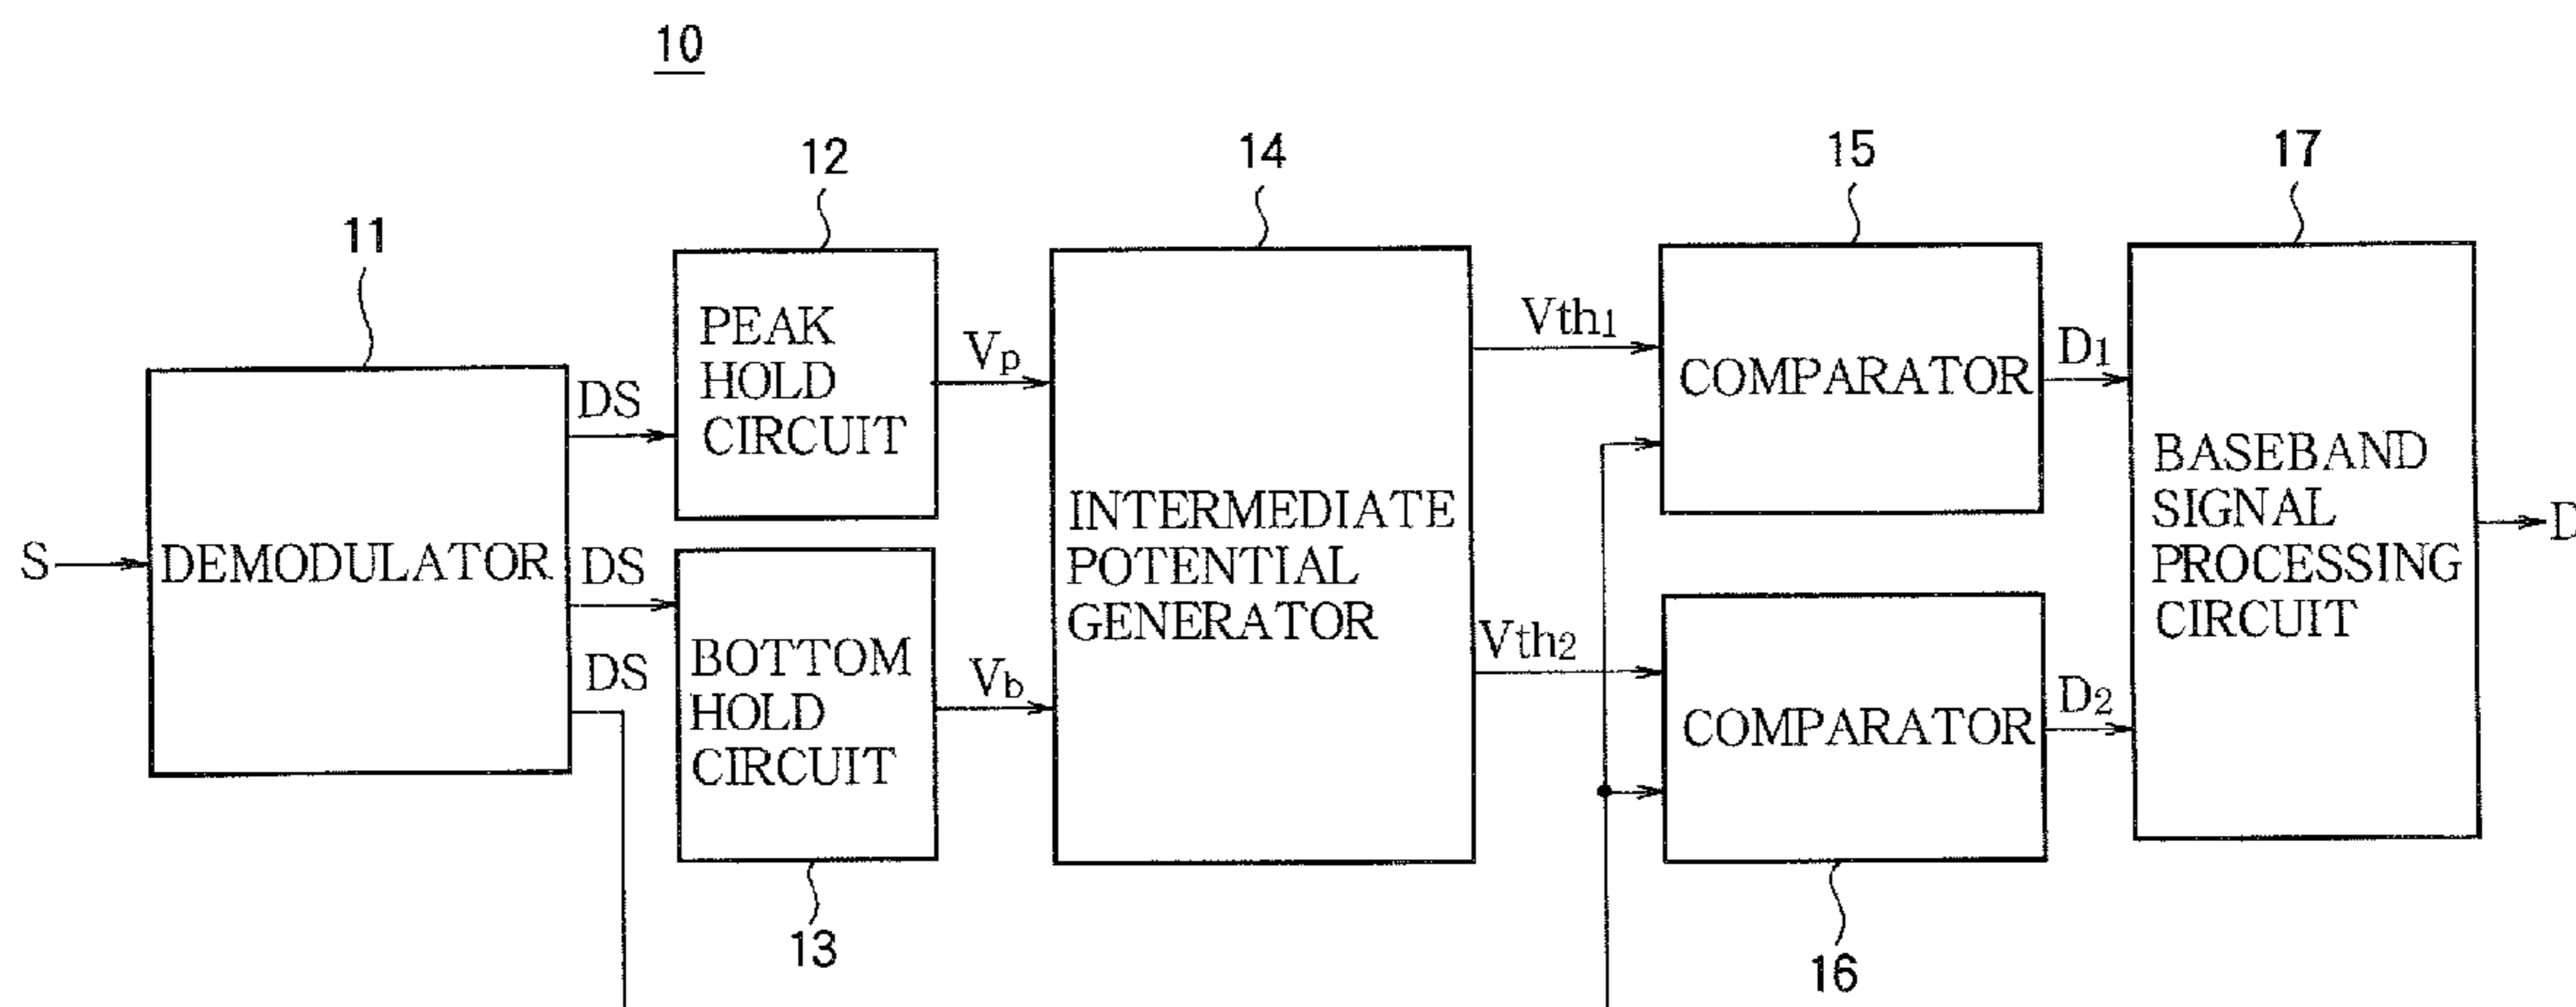 10
11
12
13
14
15
16
17
S
DEMODULATOR
DS
DS
DS
PEAK
HOLD
CIRCUIT
BOTTOM
HOLD
CIRCUIT
Vp
Vb
INTERMEDIATE
POTENTIAL
GENERATOR
Vth1
Vth2
COMPARATOR
COMPARATOR
D1
D2
BASEBAND
SIGNAL
PROCESSING
CIRCUIT
D